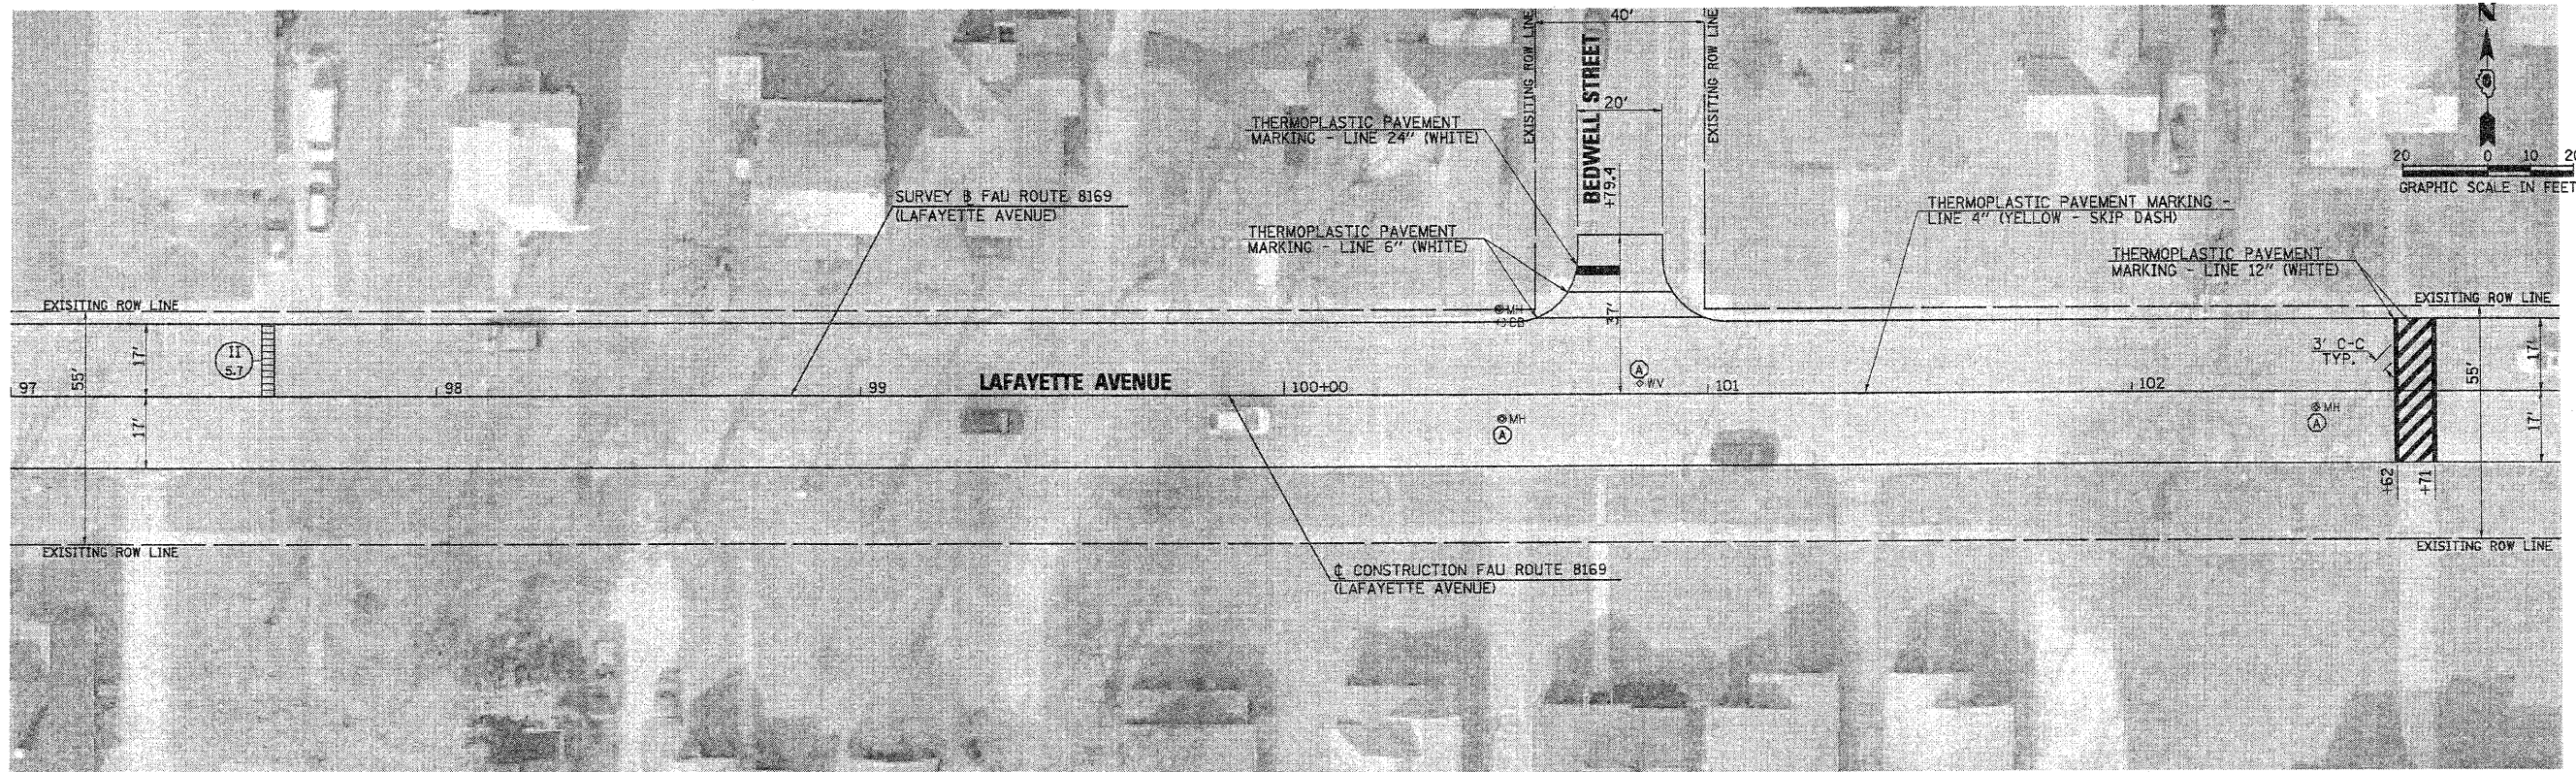 40'
EXISITING ROW LINE
BEDWELL STREET
EXISITING ROW LINE
N
20'
THERMOPLASTIC PAVEMENT
MARKING - LINE 24" (WHITE)
+79.4
20 0 10 20
GRAPHIC SCALE IN FEET
SURVEY ℄ FAU ROUTE 8169
(LAFAYETTE AVENUE)
THERMOPLASTIC PAVEMENT MARKING -
LINE 4" (YELLOW - SKIP DASH)
THERMOPLASTIC PAVEMENT
MARKING - LINE 6" (WHITE)
THERMOPLASTIC PAVEMENT
MARKING - LINE 12" (WHITE)
EXISITING ROW LINE
EXISITING ROW LINE
MH
37'
17'
II
5.7
55'
3' C-C
TYP.
17'
55'
A
WV
97
98
99
LAFAYETTE AVENUE
100+00
101
102
17'
MH
A
MH
A
17'
+62
+71
EXISITING ROW LINE
EXISITING ROW LINE
℄ CONSTRUCTION FAU ROUTE 8169
(LAFAYETTE AVENUE)